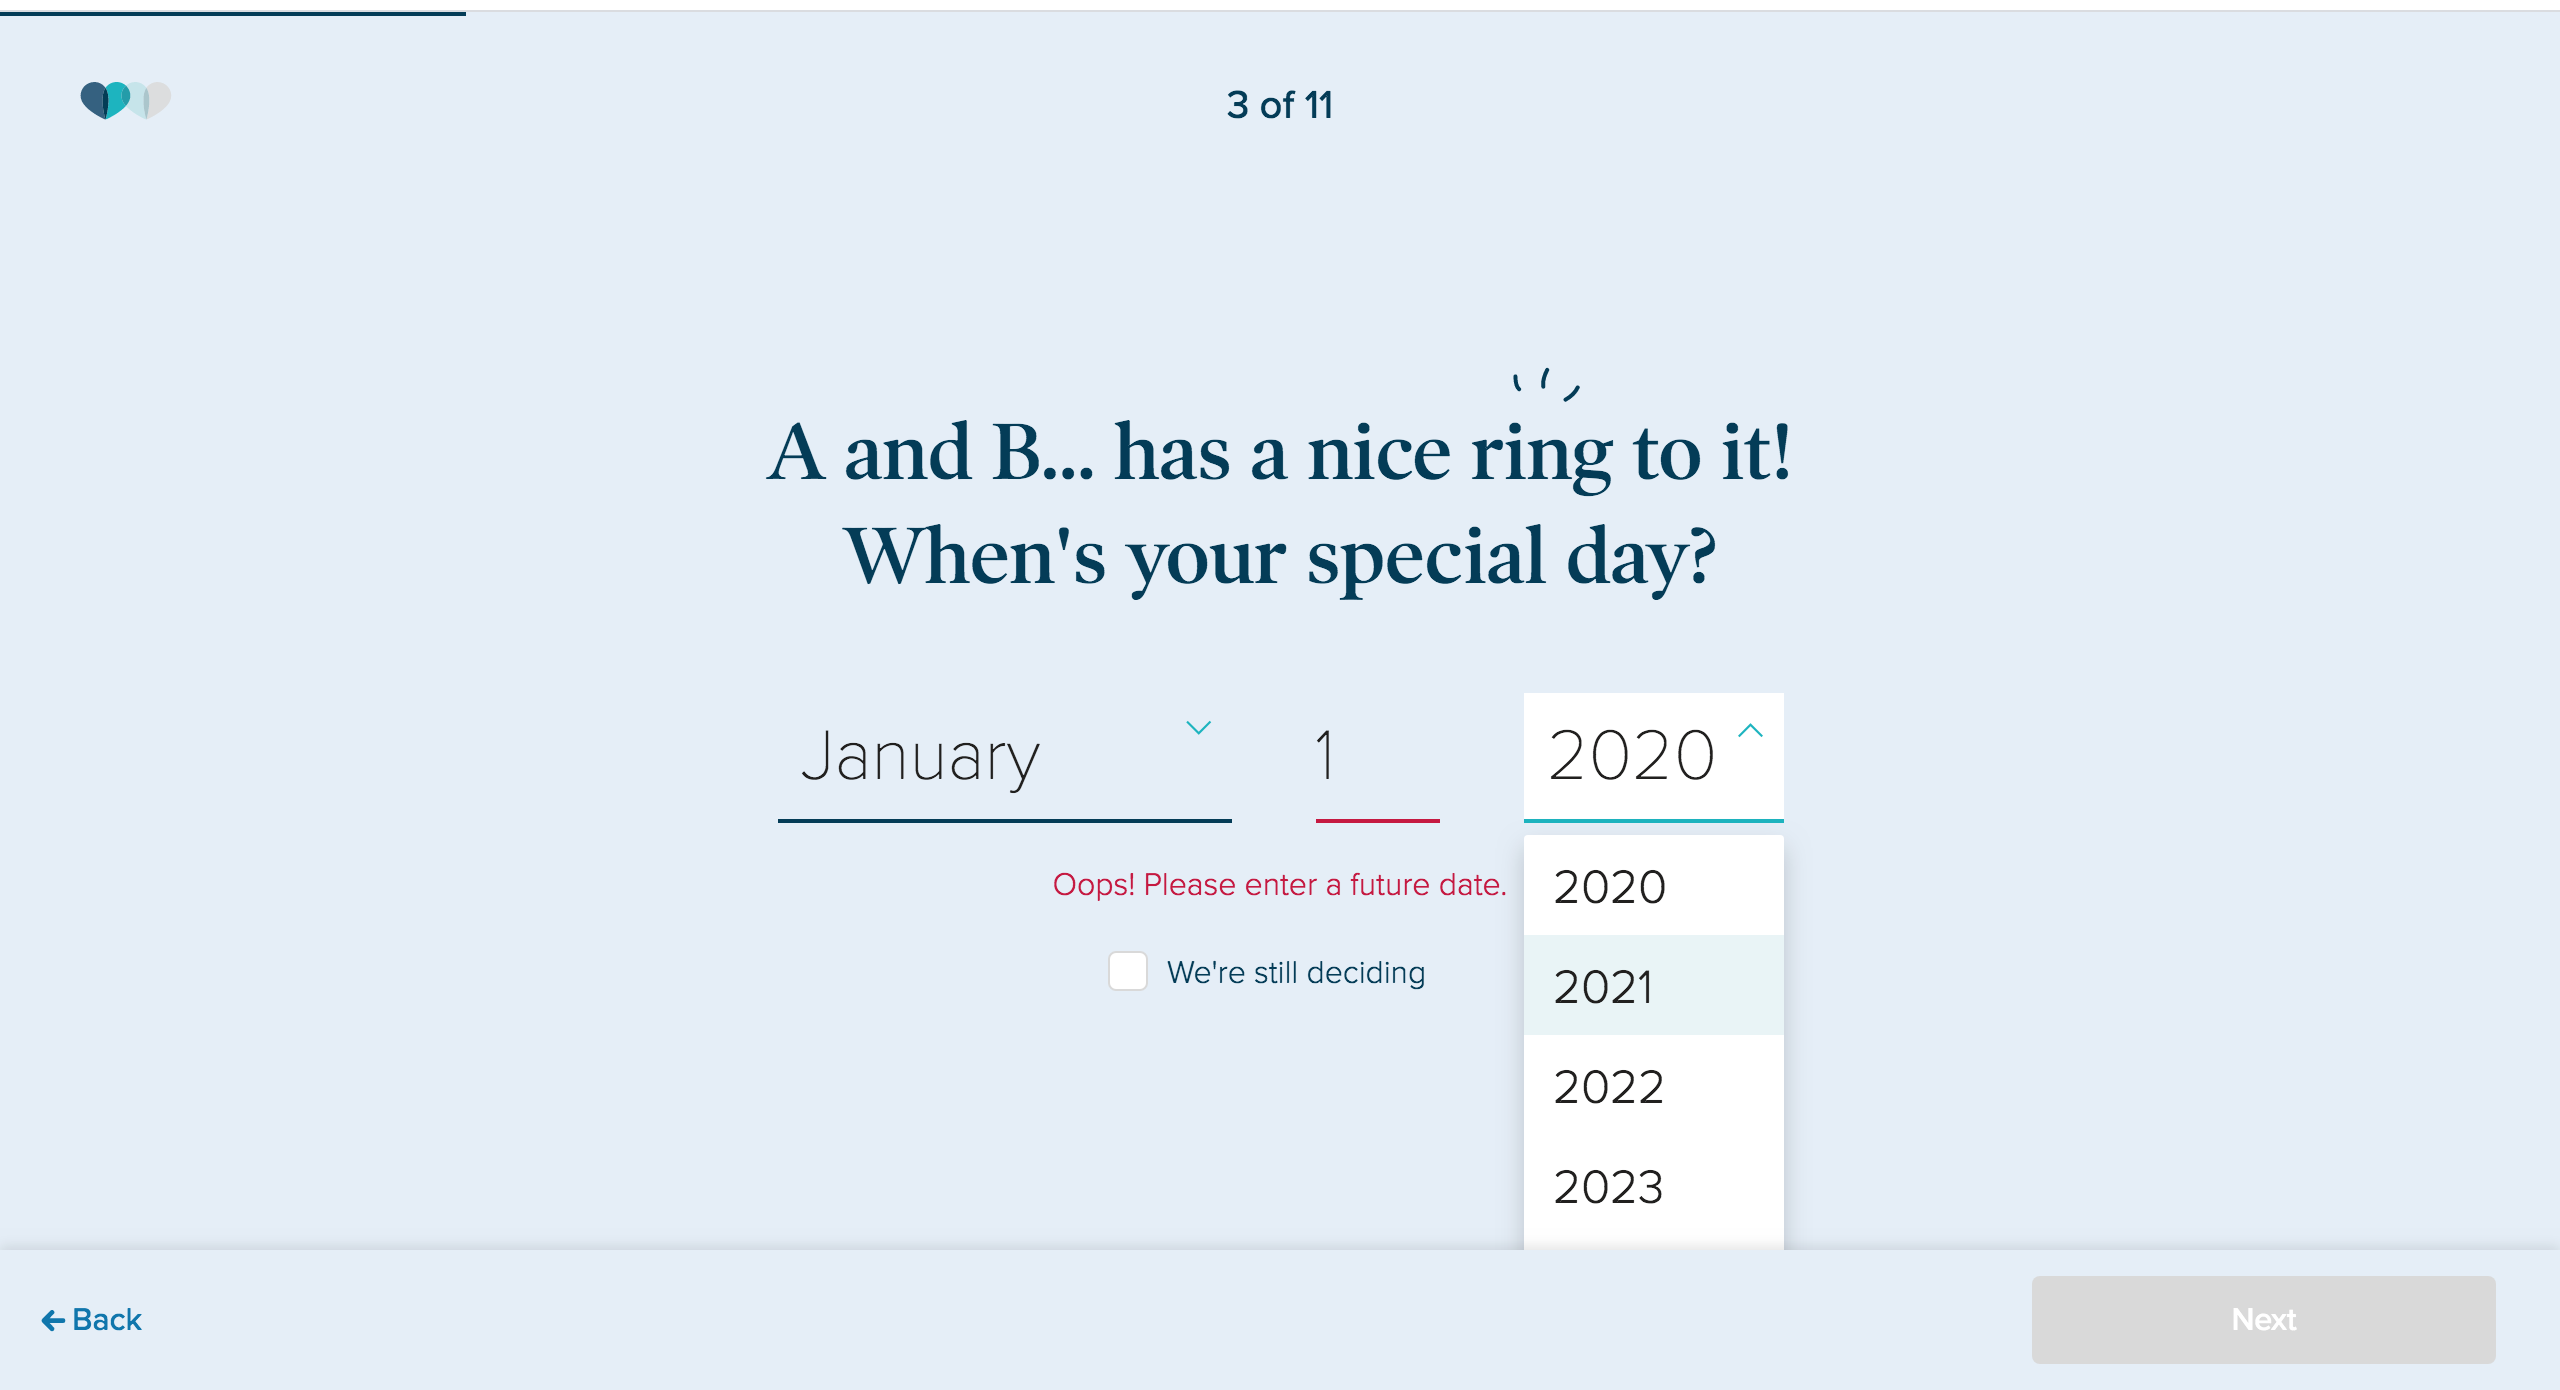 3 of 11
A and B... has a nice ring to it!
When's your special day?
January
1
2020
Oops! Please enter a future date.
We're still deciding
2020
2021
2022
2023
Back
Next